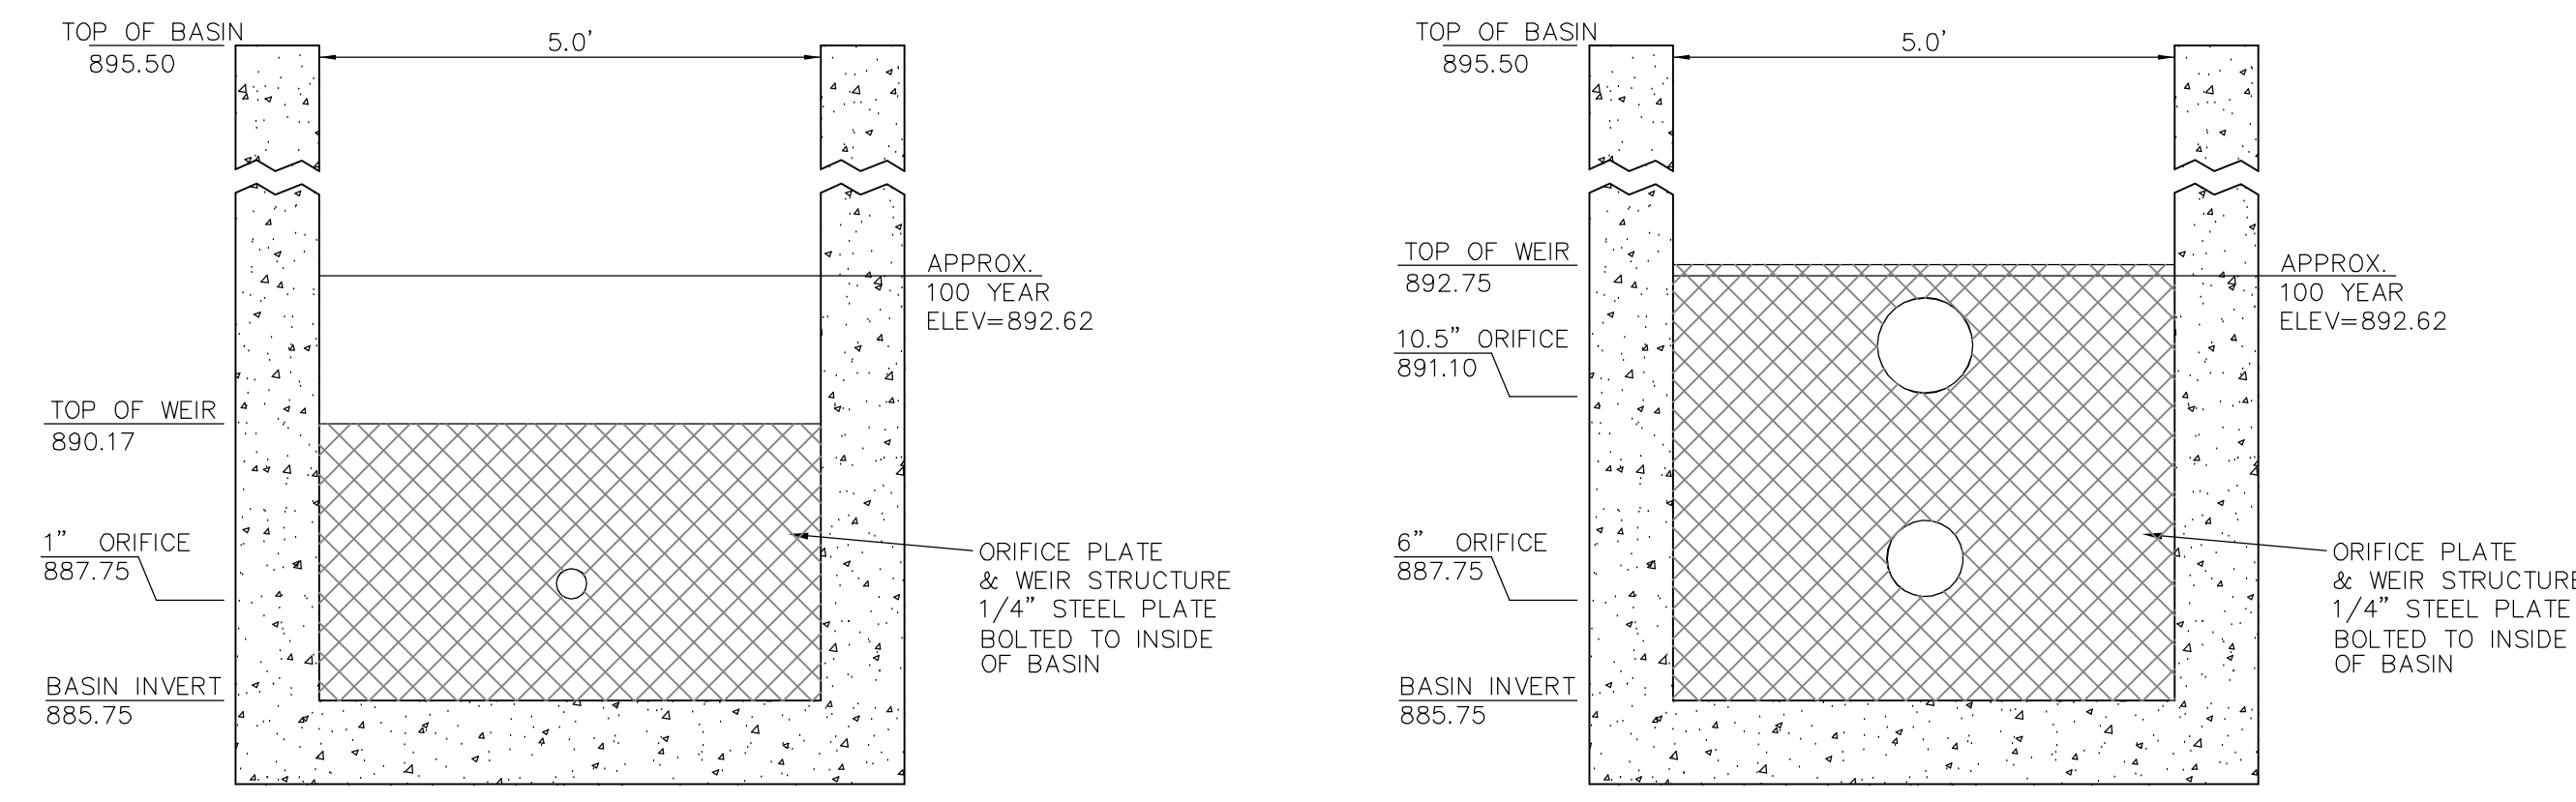 TOP OF BASIN
895.50
5.0'
APPROX.
100 YEAR
ELEV=892.62
TOP OF WEIR
890.17
1" ORIFICE
887.75
ORIFICE PLATE
& WEIR STRUCTURE
1/4" STEEL PLATE
BOLTED TO INSIDE
OF BASIN
BASIN INVERT
885.75
TOP OF BASIN
895.50
5.0'
TOP OF WEIR
892.75
APPROX.
100 YEAR
ELEV=892.62
10.5" ORIFICE
891.10
6" ORIFICE
887.75
ORIFICE PLATE
& WEIR STRUCTURE
1/4" STEEL PLATE
BOLTED TO INSIDE
OF BASIN
BASIN INVERT
885.75